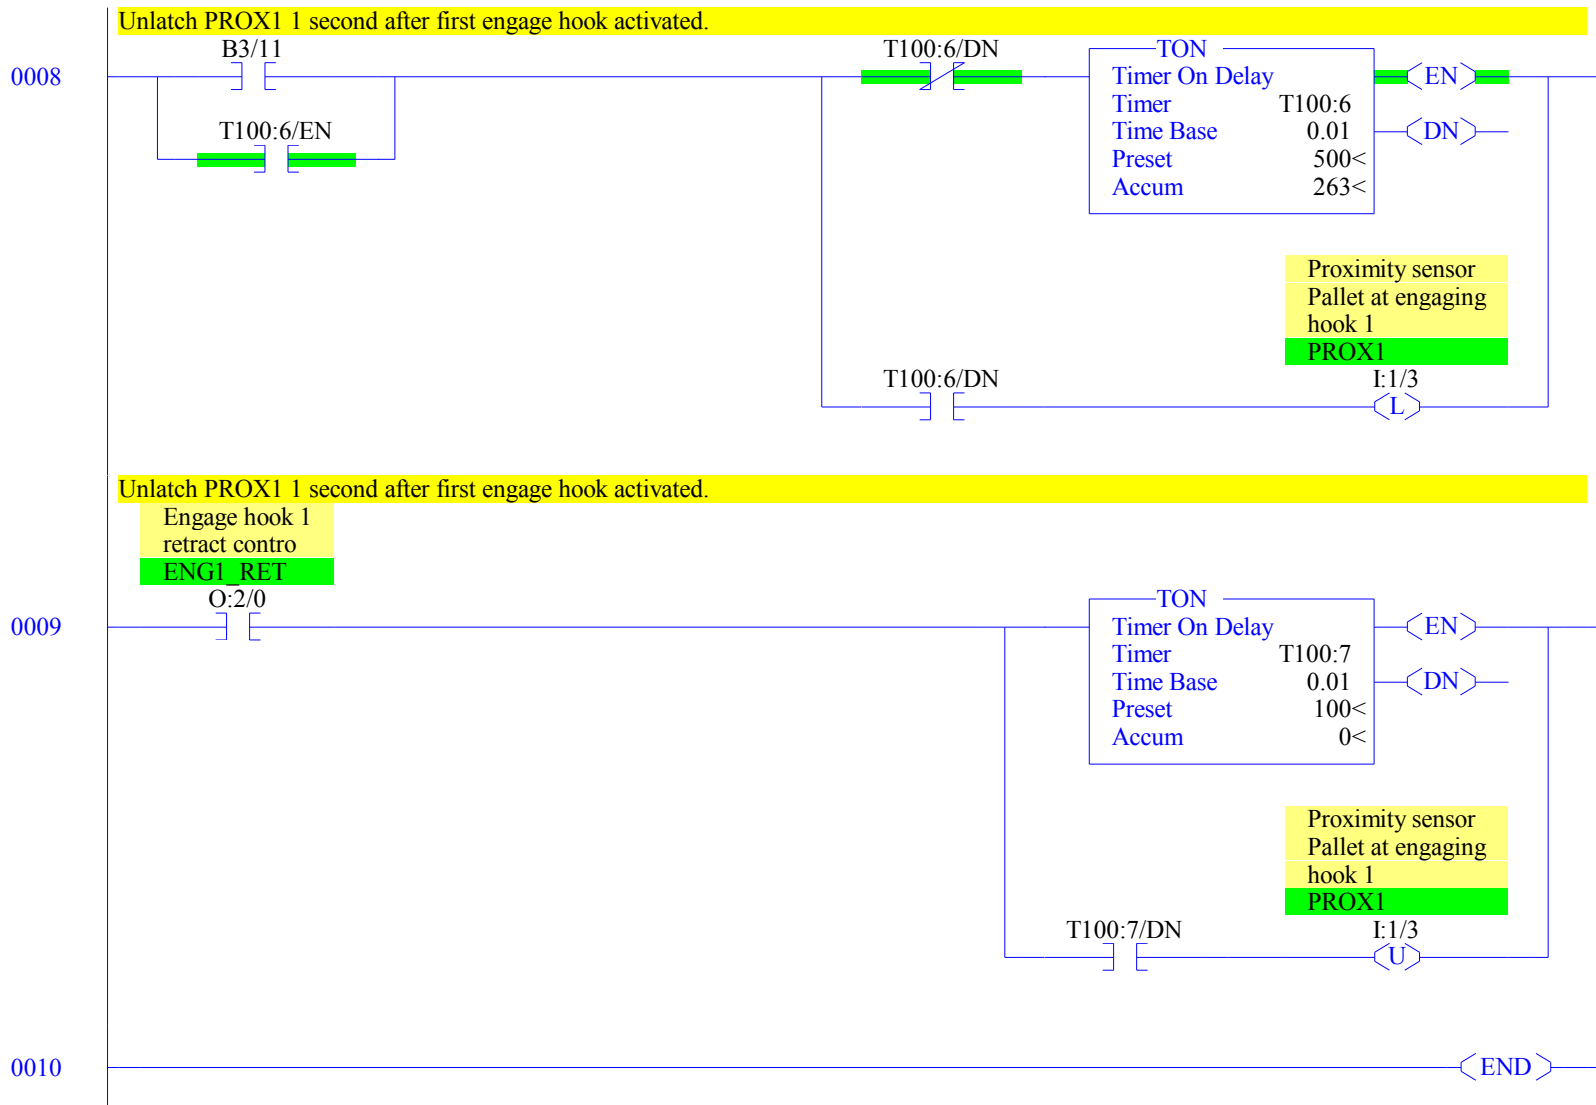 Unlatch PROX1 1 second after first engage hook activated.
B3/11
T100:6/DN
TON
0008
Timer On Delay
EN
Timer T100:6
T100:6/EN
Time Base 0.01
DN
Preset 500<
Accum 263<
Proximity sensor
Pallet at engaging
hook 1
PROX1
T100:6/DN
I:1/3
L
Unlatch PROX1 1 second after first engage hook activated.
Engage hook 1
retract contro
ENG1_RET
O:2/0
TON
0009
Timer On Delay
EN
Timer T100:7
Time Base 0.01
DN
Preset 100<
Accum 0<
Proximity sensor
Pallet at engaging
hook 1
PROX1
T100:7/DN
I:1/3
U
0010
END